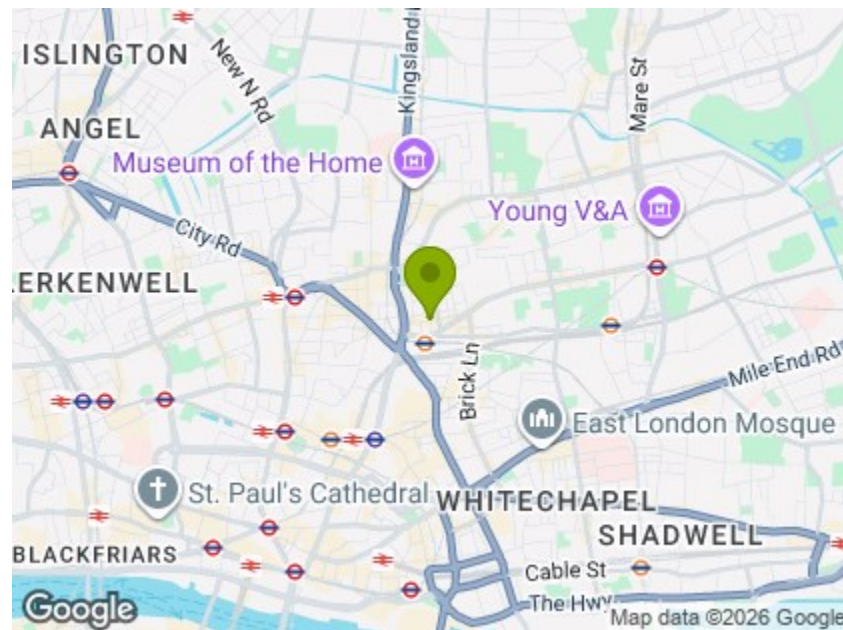 ISLINGTON
New N Rd
Kingsland
Mare St
ANGEL
Museum of the Home
Young V&A
City Rd
LERKENWELL
Brick Ln
Mile End Rd
East London Mosque
St. Paul's Cathedral
WHITECHAPEL
SHADWELL
BLACKFRIARS
Cable St
The Hwy
Google
Map data ©2026 Google